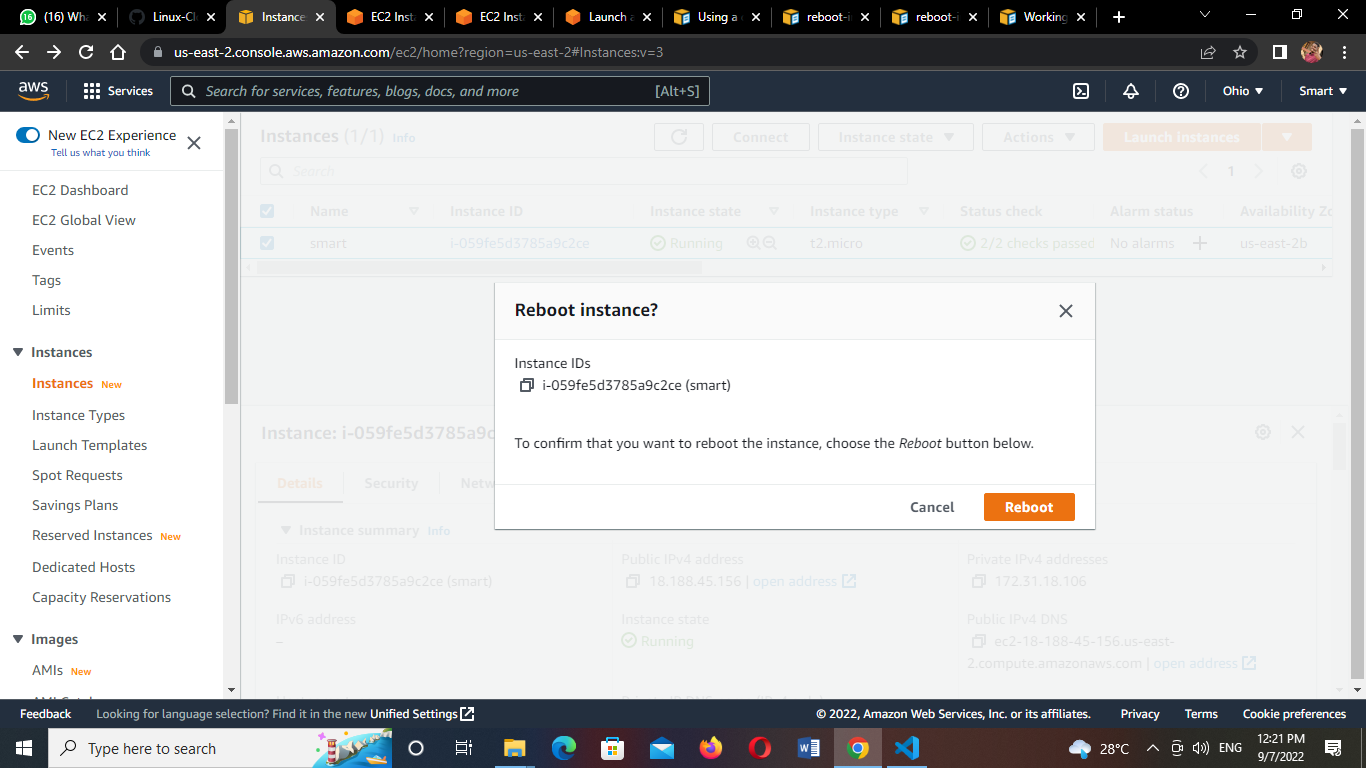 (16) Wha
Linux-Cl
Instance
EC2 Inst
EC2 Inst
Launch a
Using a
reboot-i
reboot-i
Working
us-east-2.console.aws.amazon.com/ec2/home?region=us-east-2#Instances:v=3
aws
Services
Search for services, features, blogs, docs, and more
[Alt+S]
Ohio
Smart
New EC2 Experience
Tell us what you think
EC2 Dashboard
EC2 Global View
Events
Tags
Limits
Instances
Instances New
Instance Types
Launch Templates
Spot Requests
Savings Plans
Reserved Instances New
Dedicated Hosts
Capacity Reservations
Images
AMIs New
Instances (1/1) Info
Connect
Instance state
Actions
Launch instances
Search
1
Name
Instance ID
Instance state
Instance type
Status check
Alarm status
Availability Zo
smart
i-059fe5d3785a9c2ce
Running
t2.micro
2/2 checks passed
No alarms
us-east-2b
Reboot instance?
Instance IDs
i-059fe5d3785a9c2ce (smart)
To confirm that you want to reboot the instance, choose the Reboot button below.
Cancel
Reboot
Instance: i-059fe5d3785a9c
Details
Security
Netw
Instance summary Info
Instance ID
i-059fe5d3785a9c2ce (smart)
Public IPv4 address
18.188.45.156 | open address
Private IPv4 addresses
172.31.18.106
IPv6 address
–
Instance state
Running
Public IPv4 DNS
ec2-18-188-45-156.us-east-
2.compute.amazonaws.com | open address
Feedback
Looking for language selection? Find it in the new Unified Settings
© 2022, Amazon Web Services, Inc. or its affiliates.
Privacy
Terms
Cookie preferences
Type here to search
28°C
ENG
12:21 PM
9/7/2022